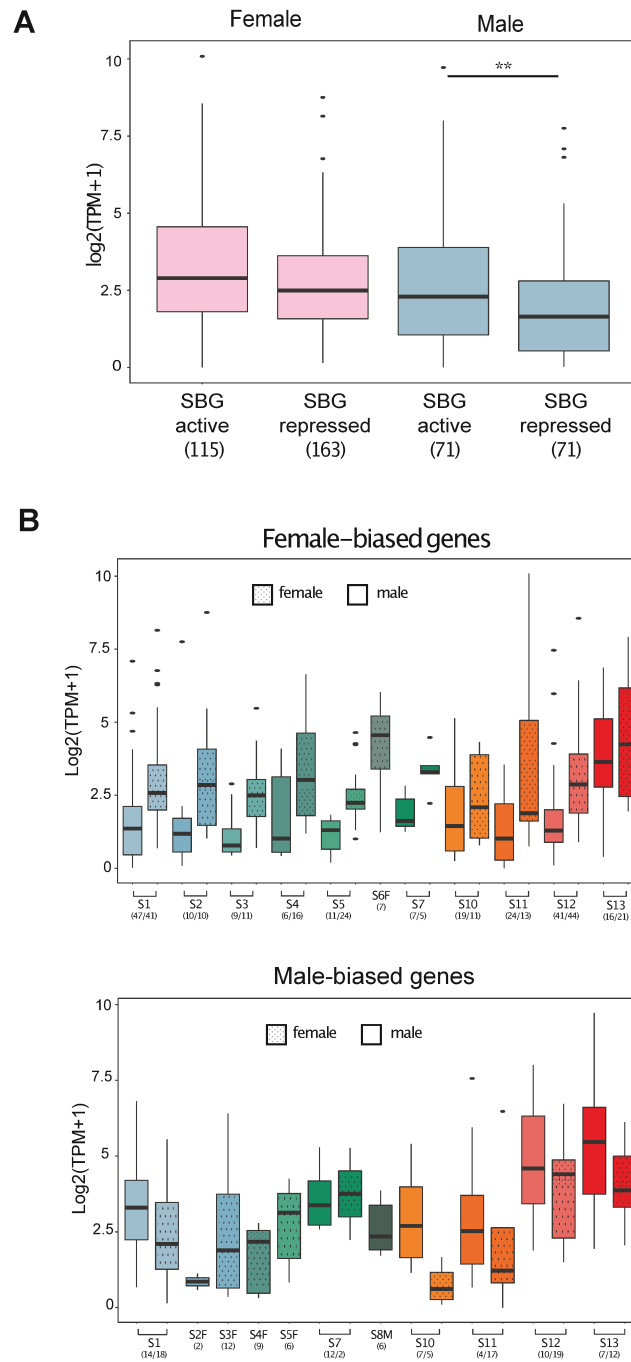 A
Female
Male
**
10
7.5
5
2.5
0
log2(TPM+1)
SBG active (115)
SBG repressed (163)
SBG active (71)
SBG repressed (71)
B
Female–biased genes
female
male
10
7.5
5
2.5
0
Log2(TPM+1)
S1 S2 S3 S4 S5 S6F S7 S10 S11 S12 S13
(47/41) (10/10) (9/11) (6/16) (11/24) (7) (7/5) (19/11) (24/13) (41/44) (16/21)
Male-biased genes
female
male
10
7.5
5
2.5
0
Log2(TPM+1)
S1 S2F S3F S4F S5F S7 S8M S10 S11 S12 S13
(14/18) (2) (12) (9) (6) (12/2) (6) (7/5) (4/17) (10/19) (7/12)